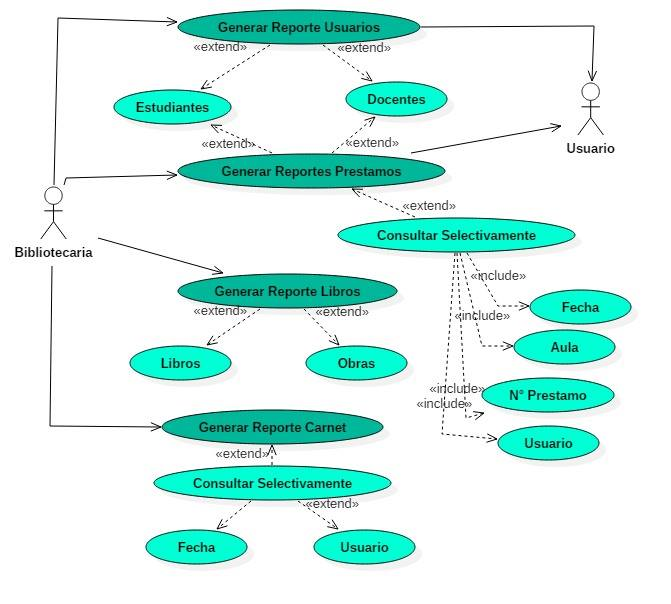 Generar Reporte Usuarios
«extend»
«extend»
Estudiantes
Docentes
Usuario
«extend»
«extend»
Generar Reportes Prestamos
Bibliotecaria
«extend»
Consultar Selectivamente
«include»
Generar Reporte Libros
Fecha
«extend»
«extend»
«include»
Aula
Libros
Obras
«include»
N° Prestamo
«include»
Generar Reporte Carnet
Usuario
«extend»
Consultar Selectivamente
«extend»
Fecha
Usuario